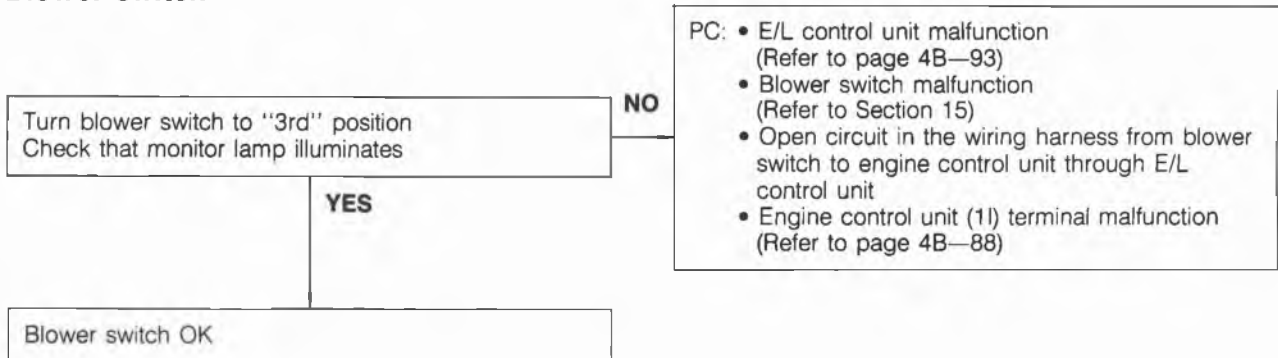 PC: • E/L control unit malfunction
(Refer to page 4B—93)
• Blower switch malfunction
(Refer to Section 15)
• Open circuit in the wiring harness from blower
switch to engine control unit through E/L
control unit
• Engine control unit (1I) terminal malfunction
(Refer to page 4B—88)
NO
Turn blower switch to "3rd" position
Check that monitor lamp illuminates
YES
Blower switch OK